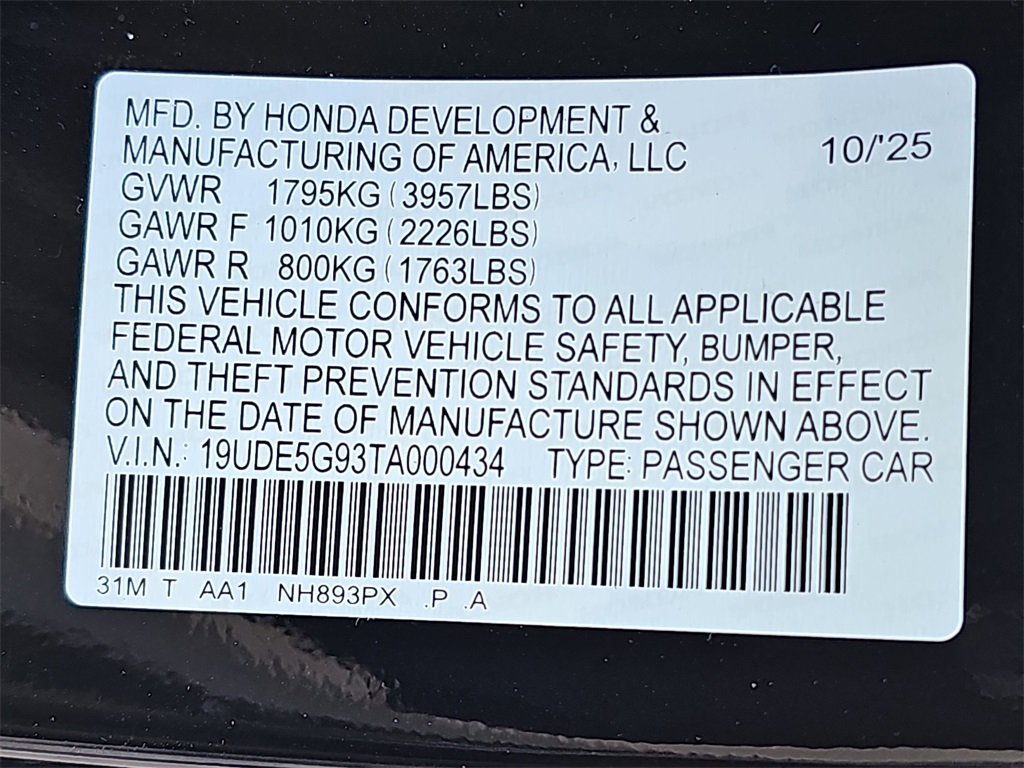 MFD. BY HONDA DEVELOPMENT &
MANUFACTURING OF AMERICA, LLC 10/'25
GVWR 1795KG (3957LBS)
GAWR F 1010KG (2226LBS)
GAWR R 800KG (1763LBS)
THIS VEHICLE CONFORMS TO ALL APPLICABLE
FEDERAL MOTOR VEHICLE SAFETY, BUMPER,
AND THEFT PREVENTION STANDARDS IN EFFECT
ON THE DATE OF MANUFACTURE SHOWN ABOVE.
V.I.N.: 19UDE5G93TA000434 TYPE: PASSENGER CAR
31M T AA1 NH893PX .P .A